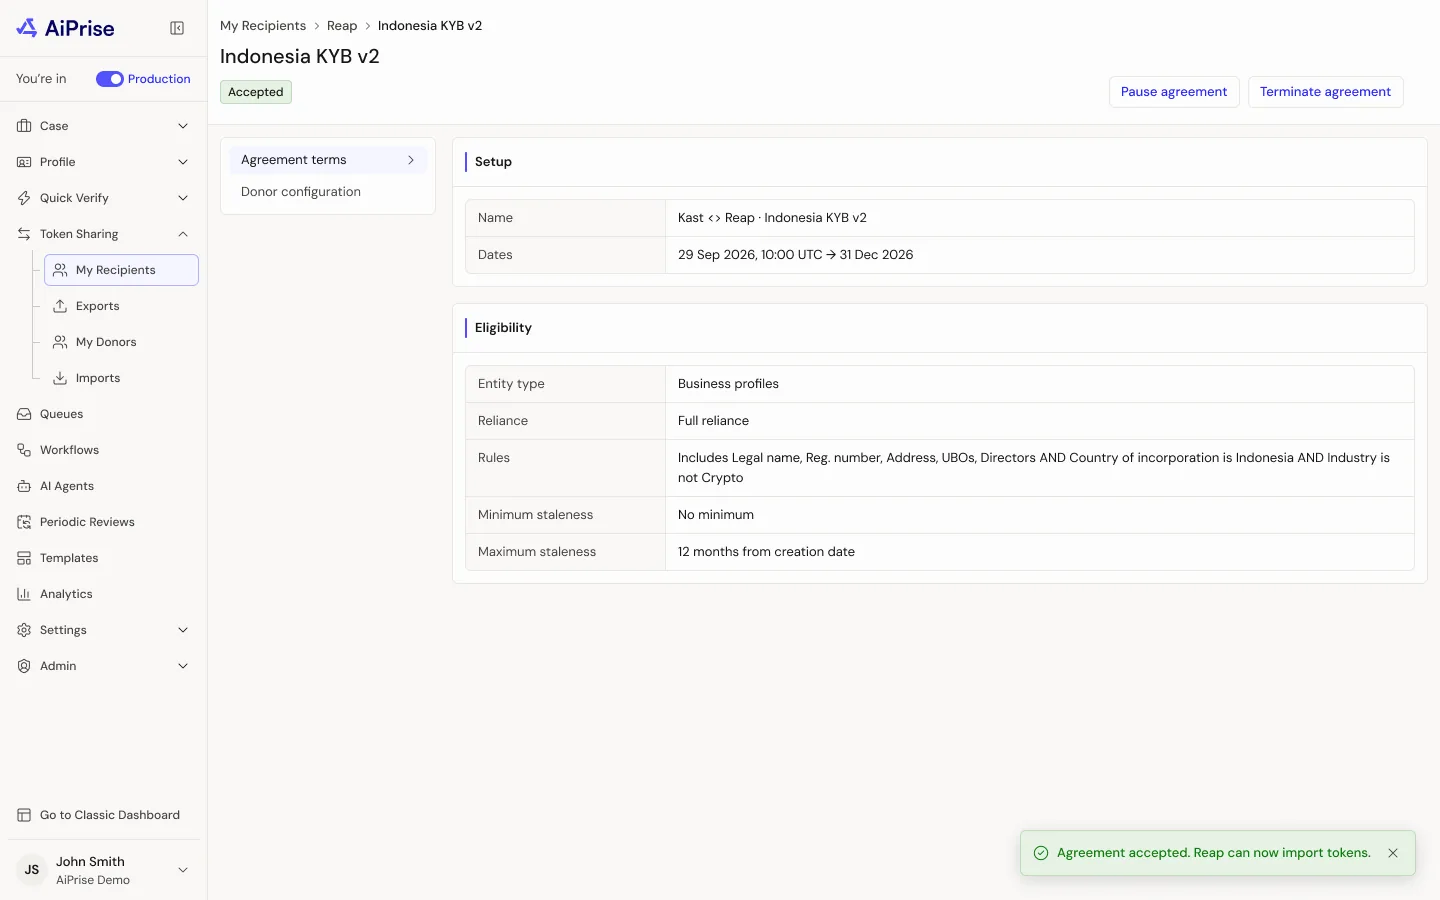 AiPrise
You're in
Production
Case
Profile
Quick Verify
Token Sharing
My Recipients
Exports
My Donors
Imports
Queues
Workflows
AI Agents
Periodic Reviews
Templates
Analytics
Settings
Admin
Go to Classic Dashboard
JS
John Smith
AiPrise Demo
My Recipients > Reap > Indonesia KYB v2
Indonesia KYB v2
Accepted
Pause agreement
Terminate agreement
Agreement terms
Donor configuration
Setup
Name Kast <> Reap · Indonesia KYB v2
Dates 29 Sep 2026, 10:00 UTC → 31 Dec 2026
Eligibility
Entity type Business profiles
Reliance Full reliance
Rules Includes Legal name, Reg. number, Address, UBOs, Directors AND Country of incorporation is Indonesia AND Industry is
not Crypto
Minimum staleness No minimum
Maximum staleness 12 months from creation date
Agreement accepted. Reap can now import tokens.